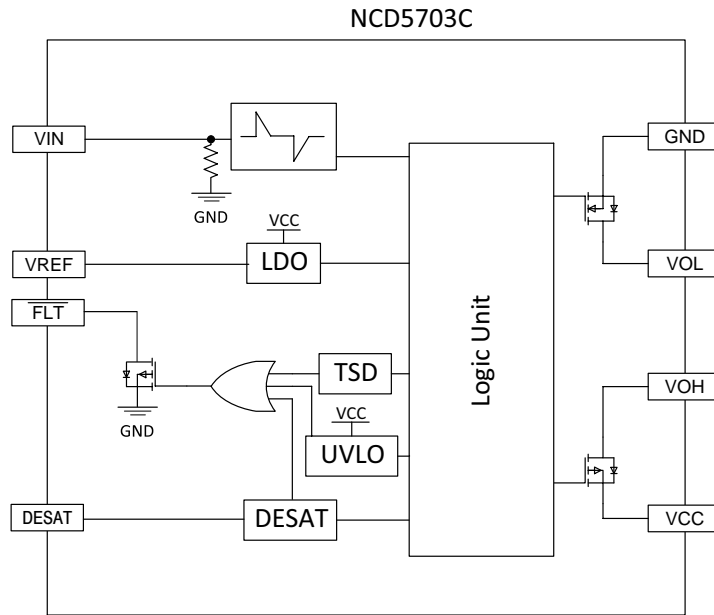 NCD5703C
VIN
GND
GND
VCC
VREF
LDO
VOL
FLT
Logic Unit
TSD
VOH
GND
VCC
UVLO
DESAT
DESAT
VCC